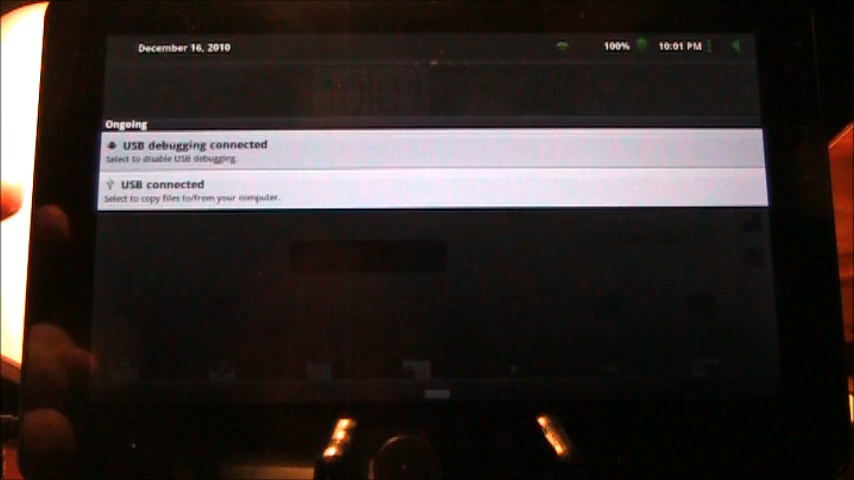 December 16, 2010 100% 10:01 PM
Ongoing
USB debugging connected
Select to disable USB debugging.
USB connected
Select to copy files to/from your computer.